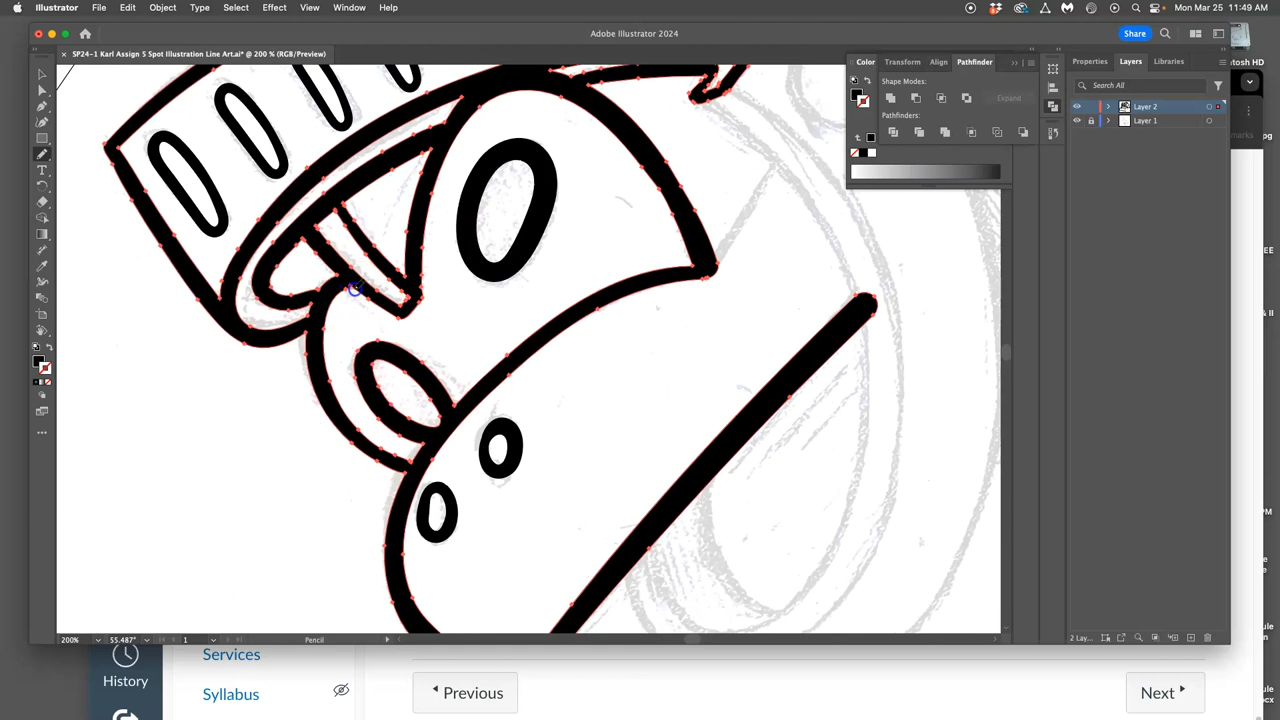 Illustrator File Edit Object Type Select Effect View Window Help Mon Mar 25 11:49 AM
Adobe Illustrator 2024
Share
SP24-1 Karl Assign 5 Spot Illustration Line Art.ai* @ 200 % (RGB/Preview)
Color Transform Align Pathfinder
Properties Layers Libraries
Shape Modes:
Expand
Pathfinders:
Search All
Layer 2
Layer 1
200% 55.487° 1 Pencil
2 Lay...
History
Services
Syllabus
Previous
Next